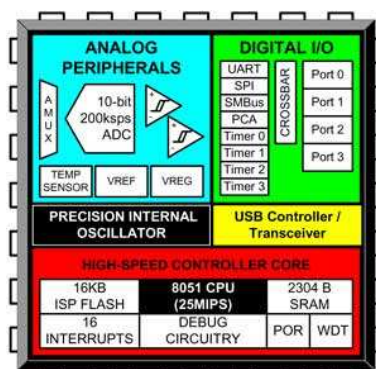 ANALOG
PERIPHERALS
AMUX
10-bit
200ksps
ADC
TEMP
SENSOR
VREF
VREG
DIGITAL I/O
UART
SPI
SMBus
PCA
Timer 0
Timer 1
Timer 2
Timer 3
CROSSBAR
Port 0
Port 1
Port 2
Port 3
PRECISION INTERNAL
OSCILLATOR
USB Controller /
Transceiver
HIGH-SPEED CONTROLLER CORE
16KB
ISP FLASH
8051 CPU
(25MIPS)
2304 B
SRAM
16
INTERRUPTS
DEBUG
CIRCUITRY
POR
WDT